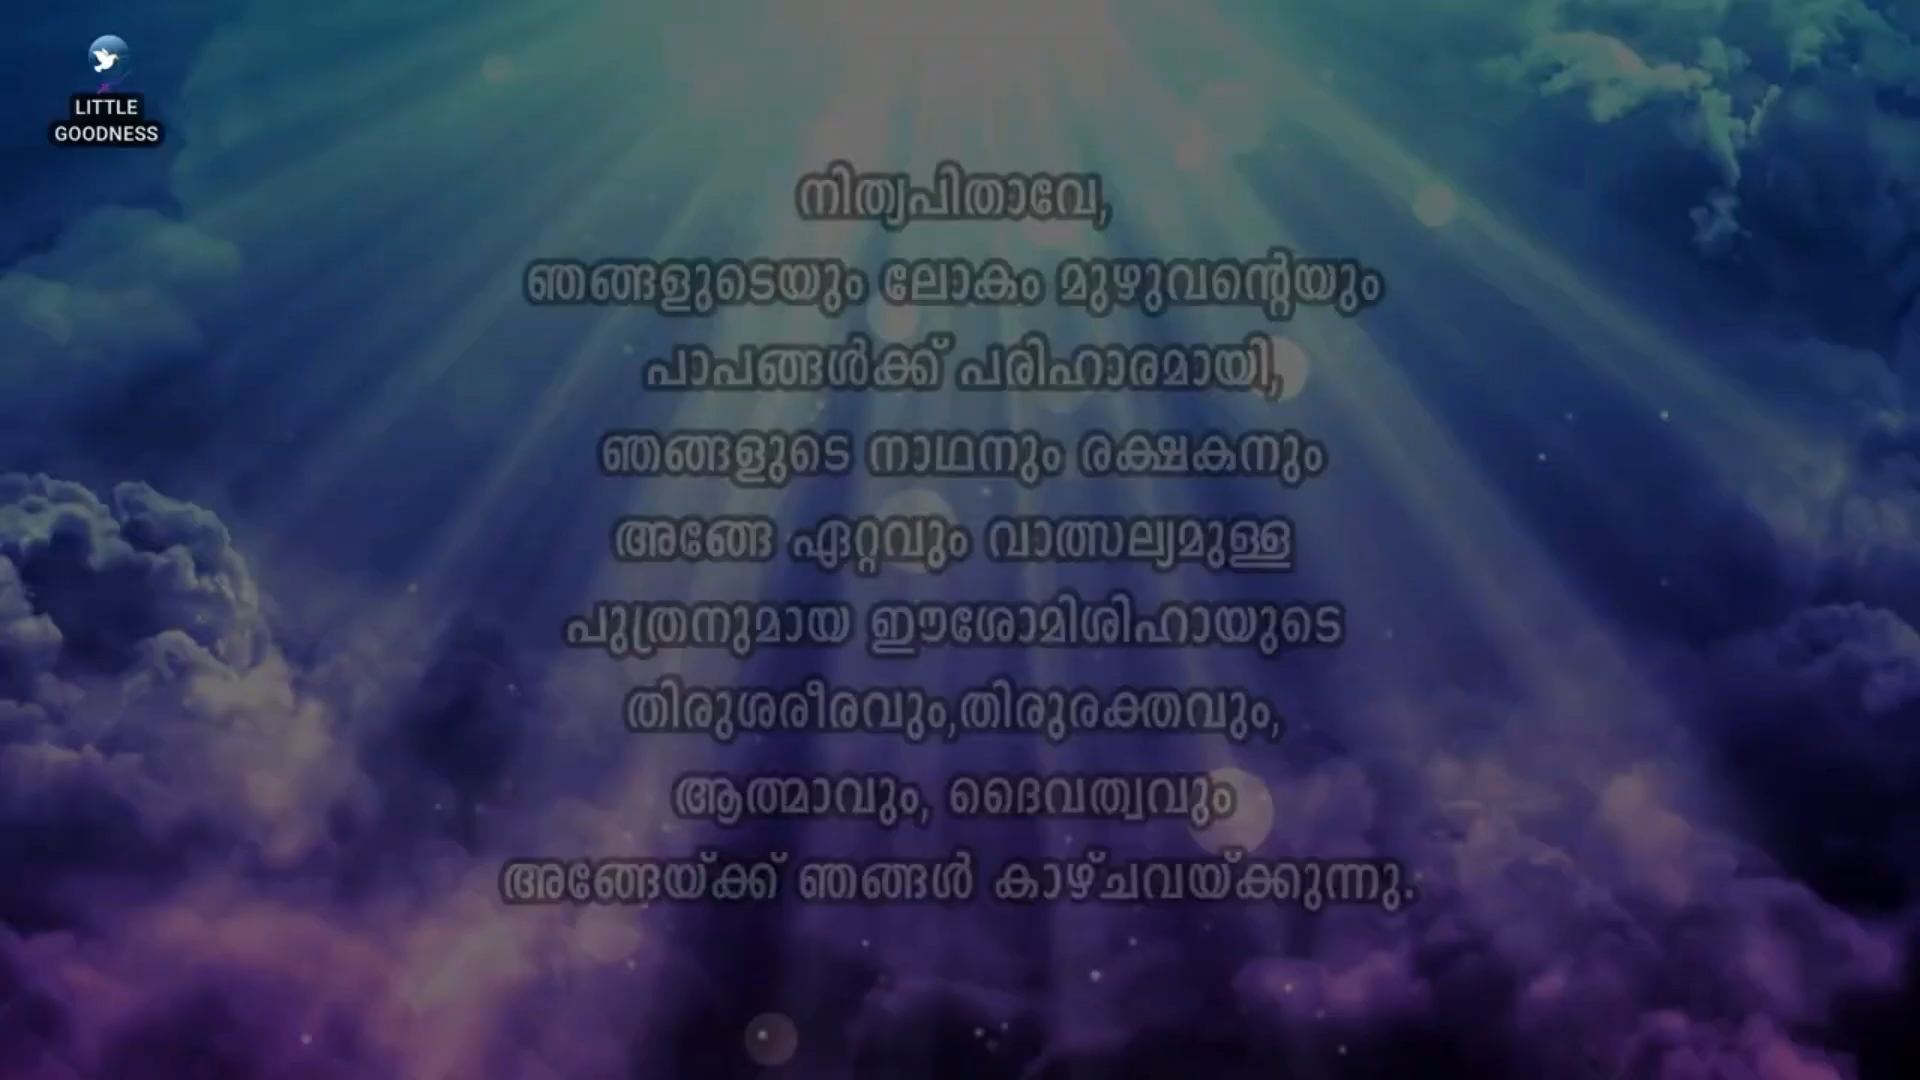 LITTLE
GOODNESS
നിത്യപിതാവേ,
ഞങ്ങളുടെയും ലോകം മുഴുവന്റെയും
പാപങ്ങൾക്ക് പരിഹാരമായി,
ഞങ്ങളുടെ നാഥനും രക്ഷകനും
അങ്ങേ ഏറ്റവും വാത്സല്യമുള്ള
പുത്രനുമായ ഈശോമിശിഹായുടെ
തിരുശരീരവും,തിരുരക്തവും,
ആത്മാവും, ദൈവത്വവും
അങ്ങേയ്ക്ക് ഞങ്ങൾ കാഴ്ചവയ്ക്കുന്നു.